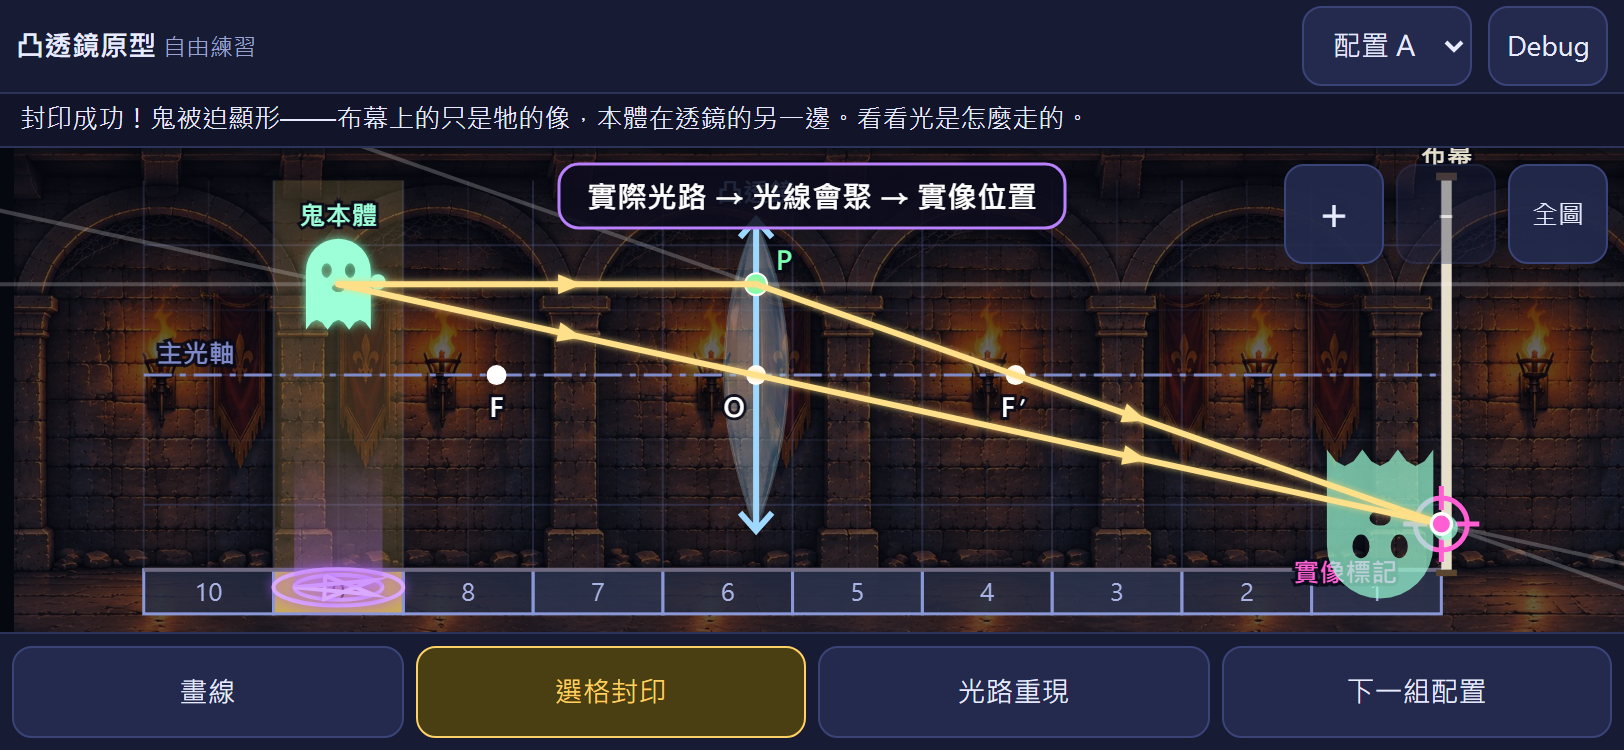 凸透鏡原型 自由練習
配置 A
Debug
封印成功！鬼被迫顯形——布幕上的只是牠的像，本體在透鏡的另一邊。看看光是怎麼走的。
布幕
實際光路 → 光線會聚 → 實像位置
+
-
全圖
鬼本體
P
主光軸
F
O
F′
實像標記
10
8
7
6
5
4
3
2
1
畫線
選格封印
光路重現
下一組配置